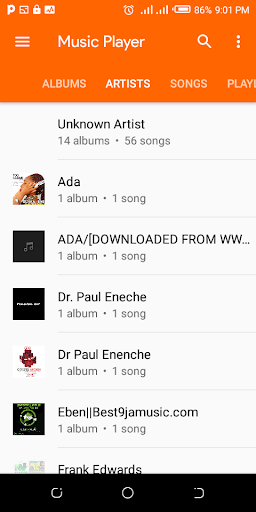 86% 9:01 PM
Music Player
ALBUMS ARTISTS SONGS PLAYL
Unknown Artist
14 albums • 56 songs
Ada
1 album • 1 song
ADA/[DOWNLOADED FROM WW...
1 album • 1 song
Dr. Paul Eneche
1 album • 1 song
Dr Paul Enenche
1 album • 1 song
Eben||Best9jamusic.com
1 album • 1 song
Frank Edwards